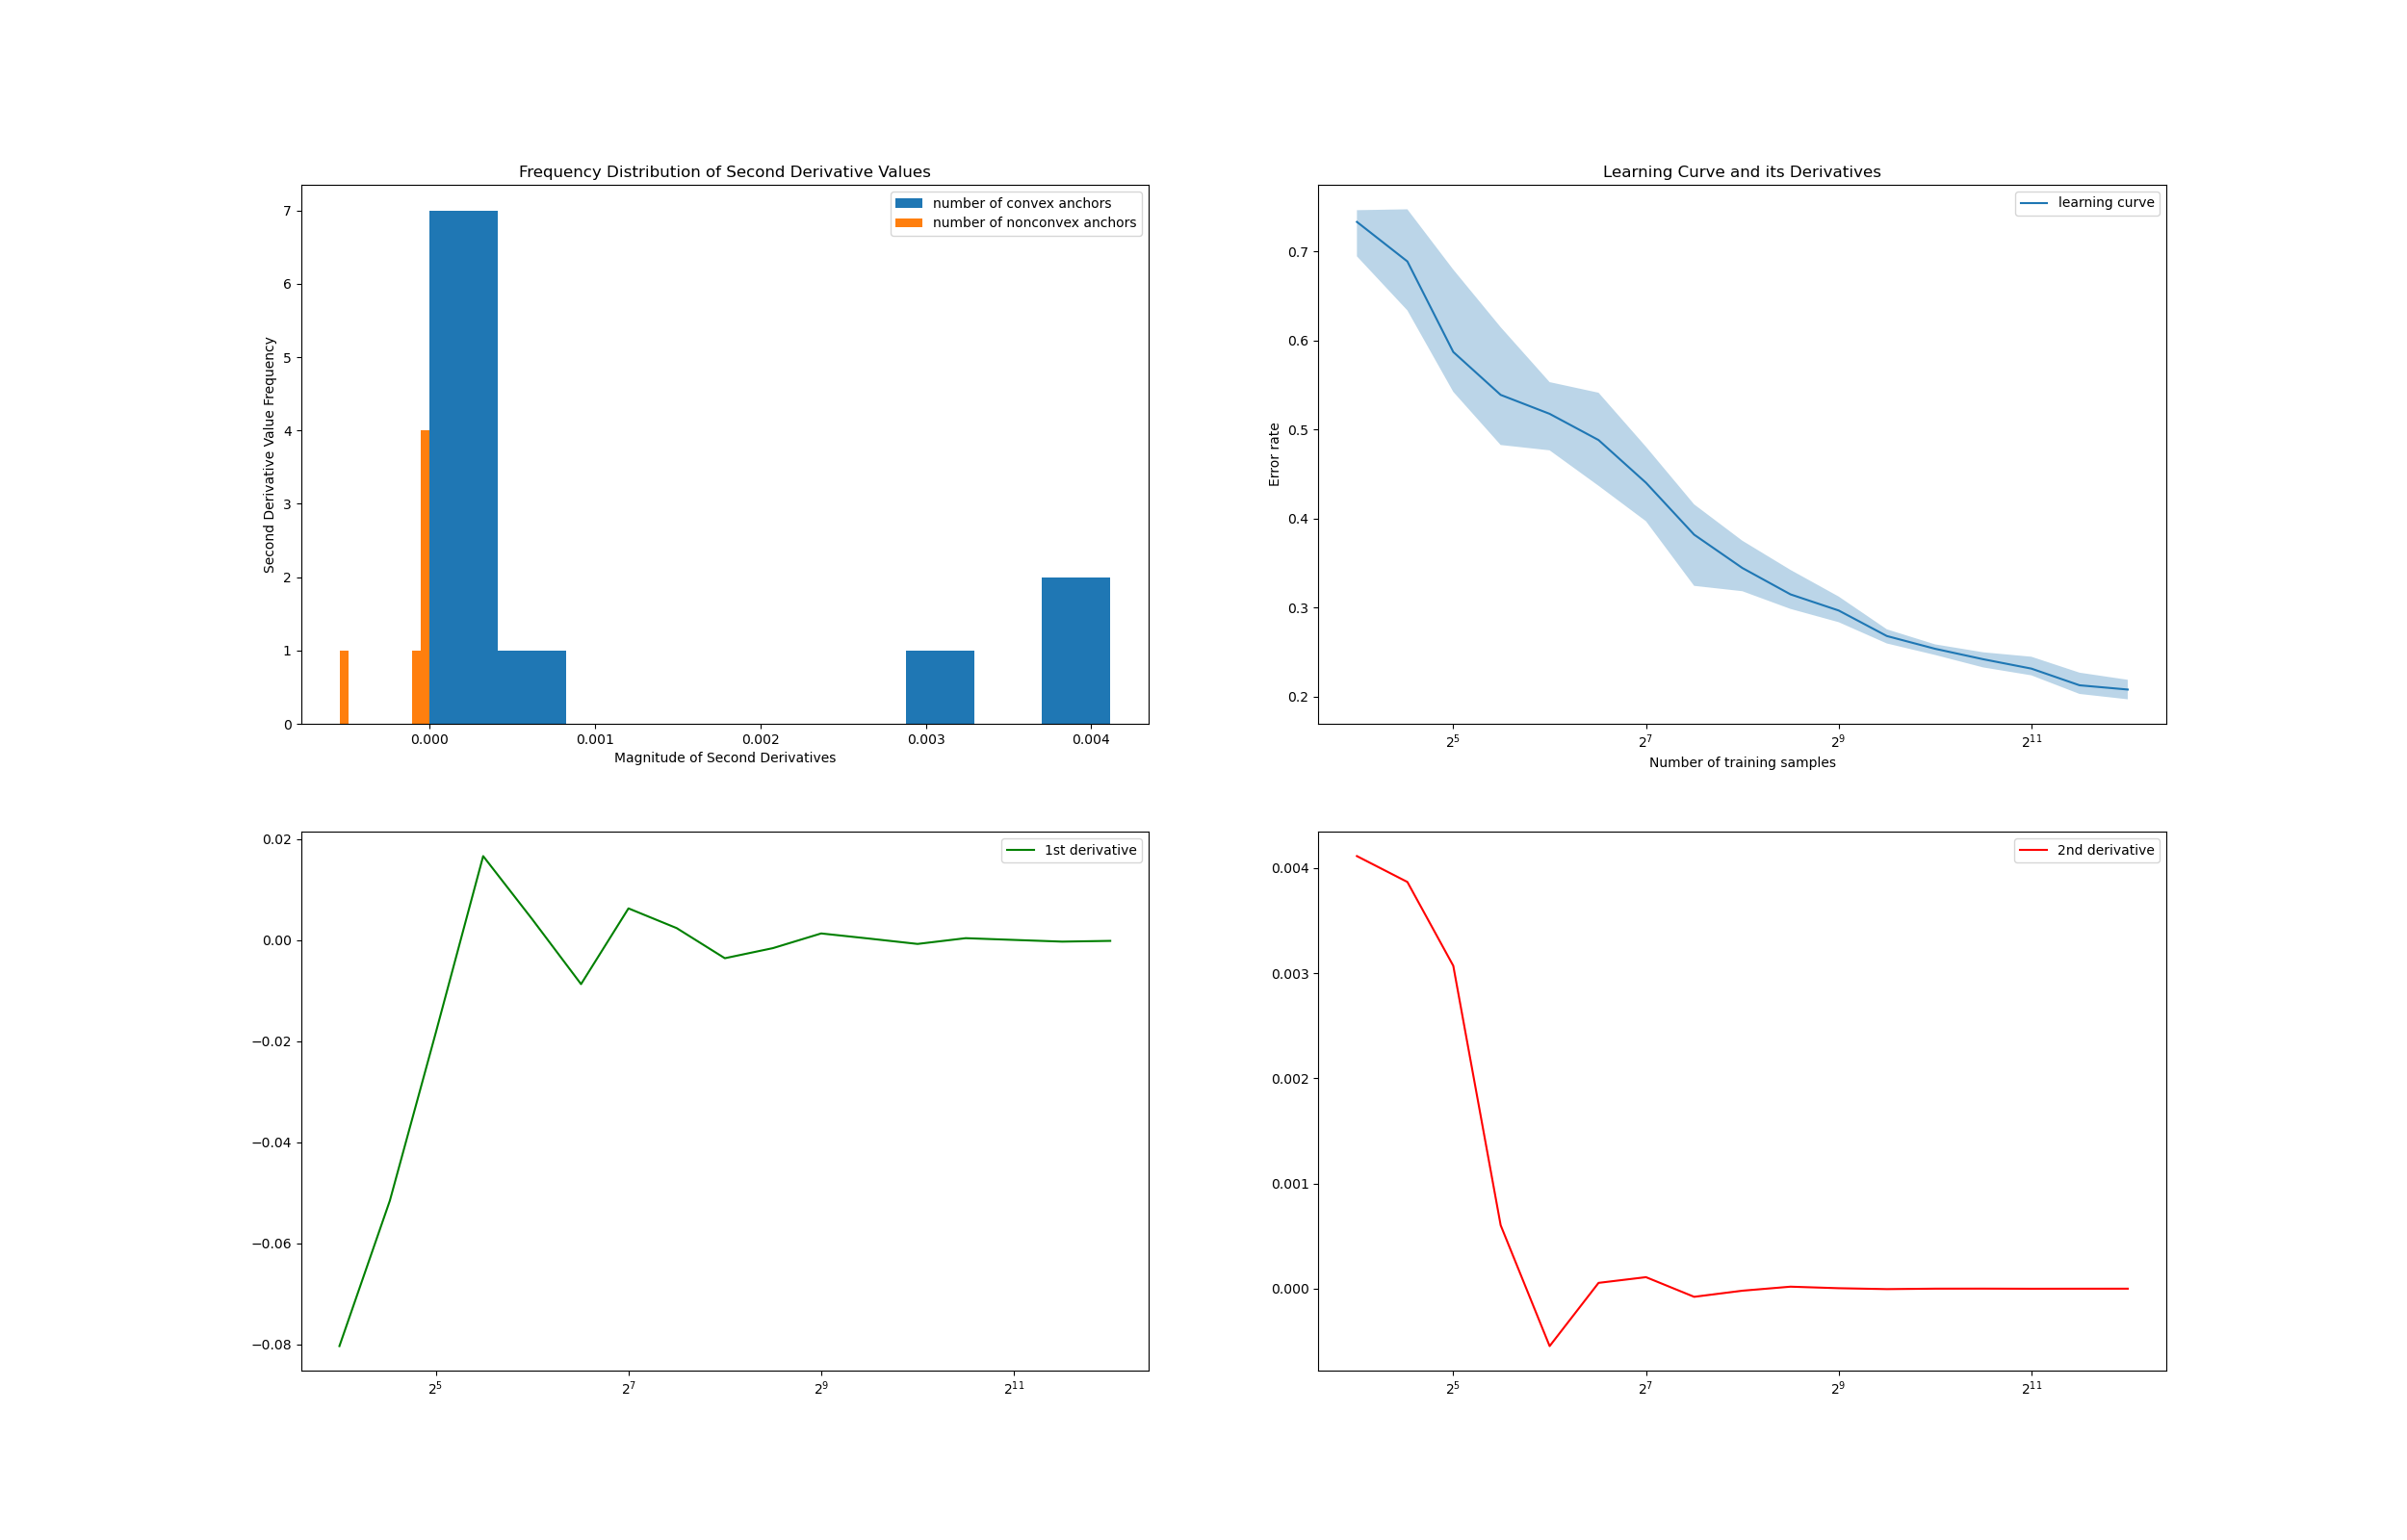 Frequency Distribution of Second Derivative Values
number of convex anchors
number of nonconvex anchors
Second Derivative Value Frequency
7
6
5
4
3
2
1
0
0.000 0.001 0.002 0.003 0.004
Magnitude of Second Derivatives
Learning Curve and its Derivatives
learning curve
Error rate
0.7
0.6
0.5
0.4
0.3
0.2
2^5 2^7 2^9 2^11
Number of training samples
1st derivative
0.02
0.00
−0.02
−0.04
−0.06
−0.08
2^5 2^7 2^9 2^11
2nd derivative
0.004
0.003
0.002
0.001
0.000
2^5 2^7 2^9 2^11